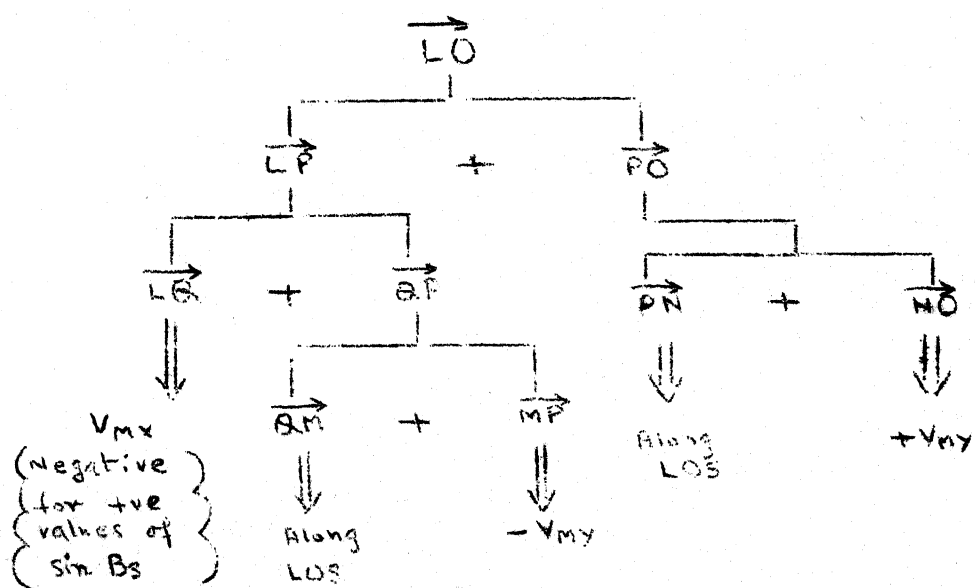 LO
LP + PO
LQ + QP PN + NO
VMX QM + MP Along LOS +VMY
(Negative for +ve values of sin Bs)
Along LOS -VMY